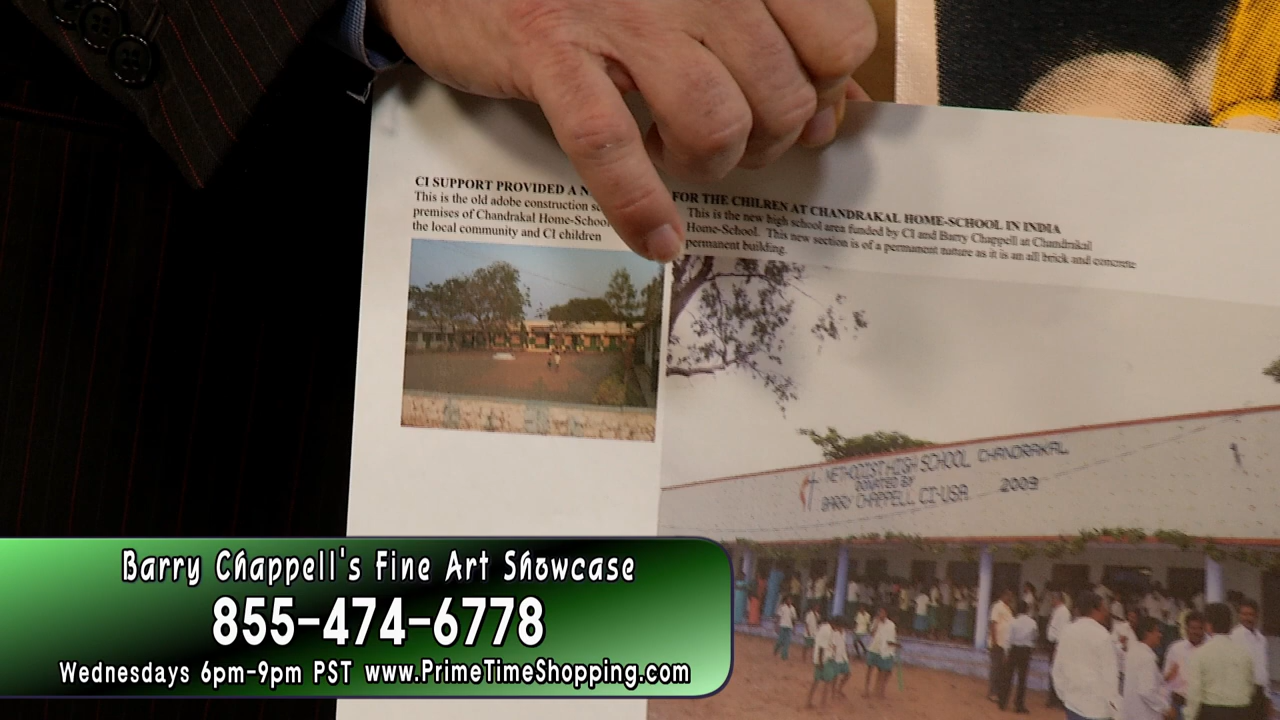 CI SUPPORT PROVIDED A
This is the old adobe construction
premises of Chandrakal Home-School
the local community and CI children
FOR THE CHILREN AT CHANDRAKAL HOME-SCHOOL IN INDIA
This is the new high school area funded by CI and Barry Chappell at Chandrakal
Home-School. This new section is of a permanent nature as it is an all brick and concrete
permanent building.
METHODIST HIGH SCHOOL CHANDRAKAL
DONATED BY
BARRY CHAPPELL, CI-USA 2009
Barry Chappell's Fine Art Showcase
855-474-6778
Wednesdays 6pm-9pm PST www.PrimeTimeShopping.com